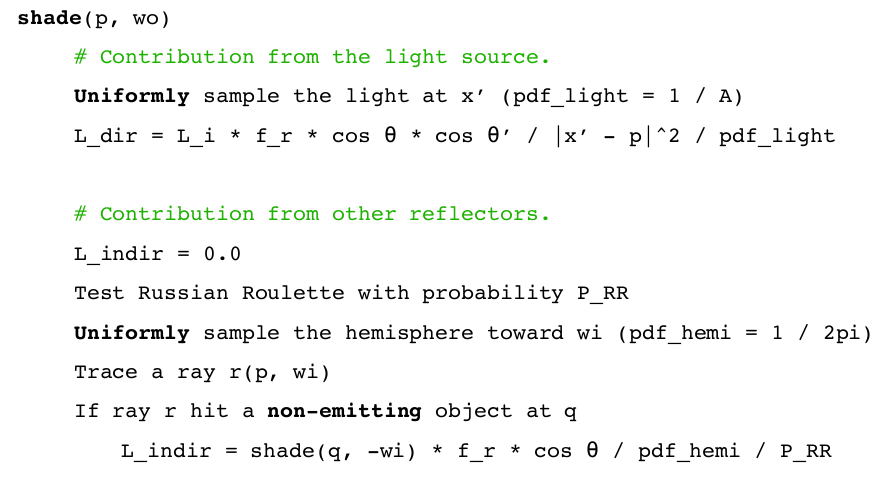 shade(p, wo)
# Contribution from the light source.
Uniformly sample the light at x′ (pdf_light = 1 / A)
L_dir = L_i * f_r * cos θ * cos θ′ / |x′ - p|^2 / pdf_light
# Contribution from other reflectors.
L_indir = 0.0
Test Russian Roulette with probability P_RR
Uniformly sample the hemisphere toward wi (pdf_hemi = 1 / 2pi)
Trace a ray r(p, wi)
If ray r hit a non-emitting object at q
L_indir = shade(q, -wi) * f_r * cos θ / pdf_hemi / P_RR